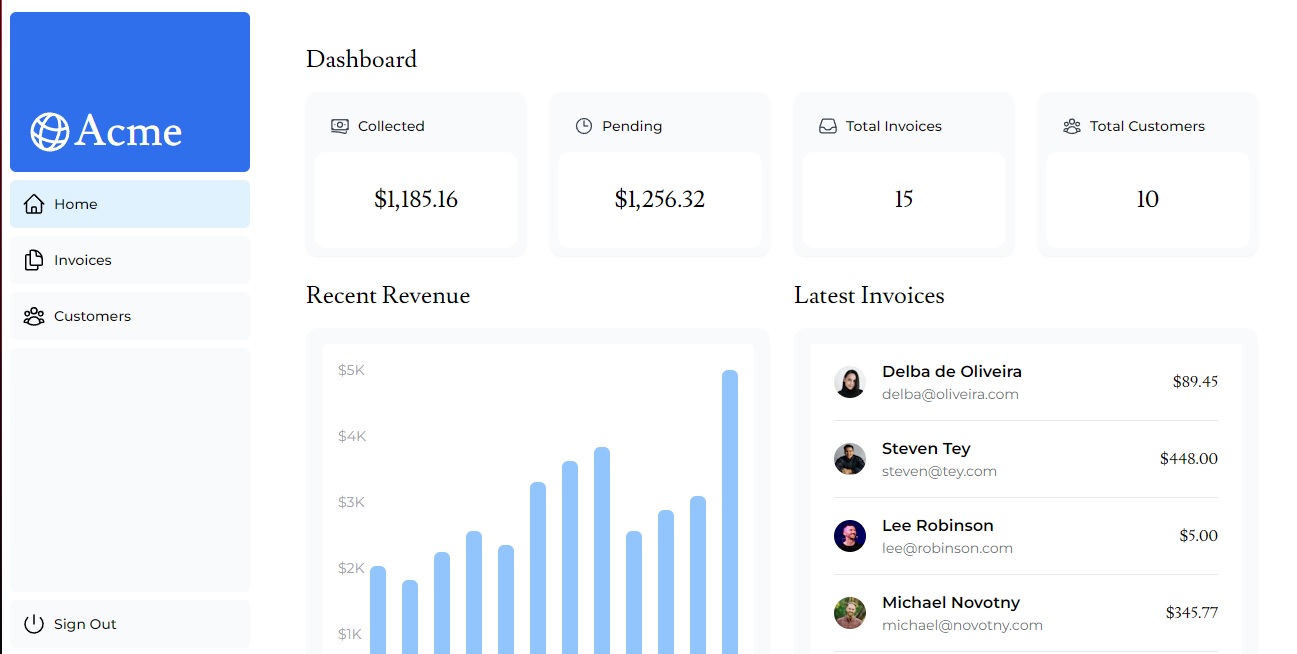 Acme
Home
Invoices
Customers
Sign Out
Dashboard
Collected
$1,185.16
Pending
$1,256.32
Total Invoices
15
Total Customers
10
Recent Revenue
$5K
$4K
$3K
$2K
$1K
Latest Invoices
Delba de Oliveira
delba@oliveira.com
$89.45
Steven Tey
steven@tey.com
$448.00
Lee Robinson
lee@robinson.com
$5.00
Michael Novotny
michael@novotny.com
$345.77